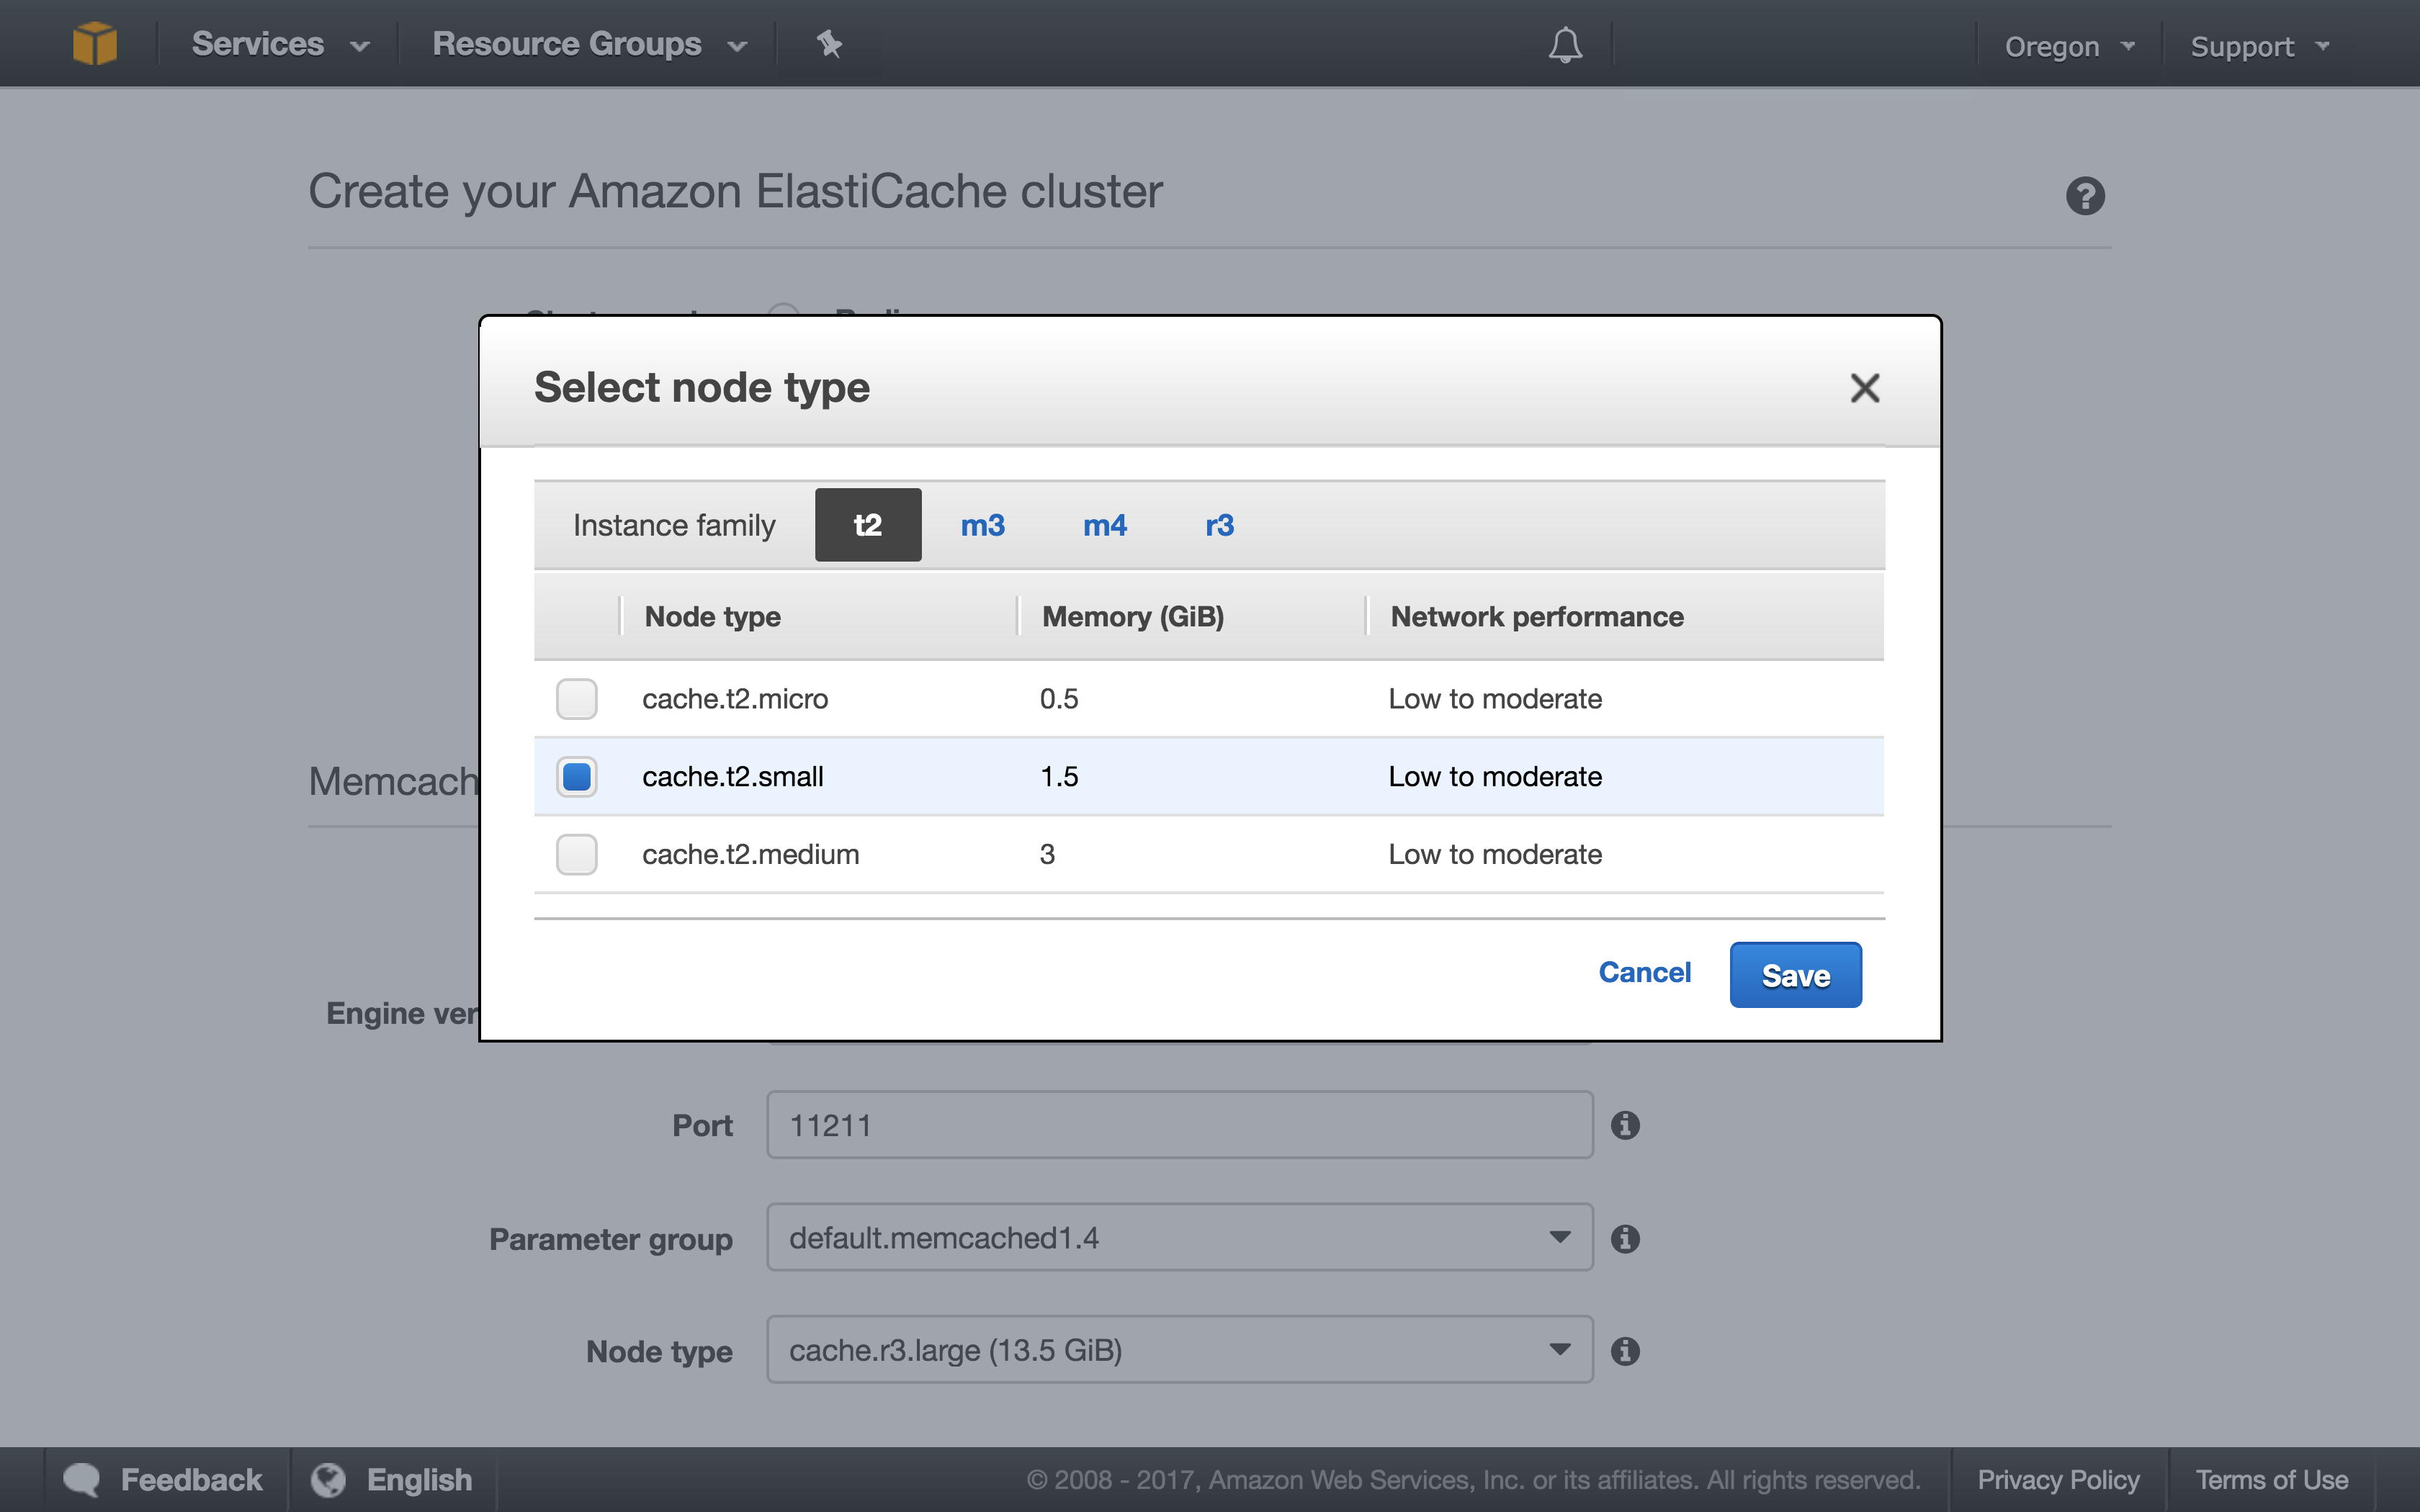 Services Resource Groups Oregon Support
Create your Amazon ElastiCache cluster
Select node type
Instance family t2 m3 m4 r3
Node type Memory (GiB) Network performance
cache.t2.micro 0.5 Low to moderate
cache.t2.small 1.5 Low to moderate
cache.t2.medium 3 Low to moderate
Cancel Save
Memcach
Engine ver
Port 11211
Parameter group default.memcached1.4
Node type cache.r3.large (13.5 GiB)
Feedback English © 2008 - 2017, Amazon Web Services, Inc. or its affiliates. All rights reserved. Privacy Policy Terms of Use